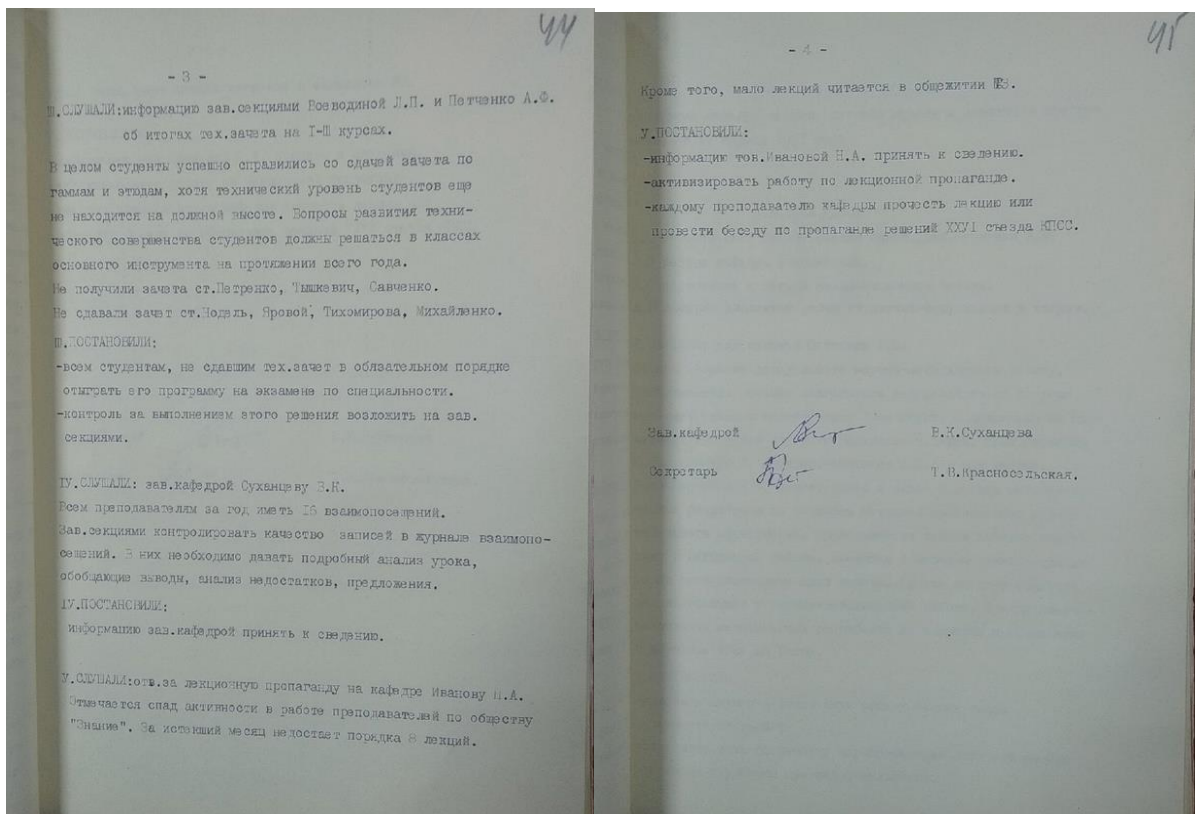 44
- 3 -
Ш.СЛУШАЛИ:информацию зав.секциями Воеводиной Л.П. и Петченко А.Ф.
об итогах тех.зачета на I-Ш курсах.
В целом студенты успешно справились со сдачей зачета по
гаммам и этюдам, хотя технический уровень студентов еще
не находится на должной высоте. Вопросы развития техни-
ческого совершенства студентов должны решаться в классах
основного инструмента на протяжении всего года.
Не получили зачета ст.Петренко, Тышкевич, Савченко.
Не сдавали зачет ст.Нодель, Яровой, Тихомирова, Михайленко.
Ш.ПОСТАНОВИЛИ:
-всем студентам, не сдавшим тех.зачет в обязательном порядке
отыграть его программу на экзамене по специальности.
-контроль за выполнением этого решения возложить на зав.
секциями.
IУ.СЛУШАЛИ: зав.кафедрой Суханцеву В.К.
Всем преподавателям за год иметь 16 взаимопосещений.
Зав.секциями контролировать качество записей в журнале взаимопо-
сещений. В них необходимо давать подробный анализ урока,
обобщающие выводы, анализ недостатков, предложения.
IУ.ПОСТАНОВИЛИ:
информацию зав.кафедрой принять к сведению.
У.СЛУШАЛИ:отв.за лекционную пропаганду на кафедре Иванову Н.А.
Отмечается спад активности в работе преподавателей по обществу
"Знание". За истекший месяц недостает порядка 8 лекций.
45
- 4 -
Кроме того, мало лекций читается в общежитии
У.ПОСТАНОВИЛИ:
-информацию тов.Ивановой Н.А. принять к сведению.
-активизировать работу по лекционной пропаганде.
-каждому преподавателю кафедры прочесть лекцию или
провести беседу по пропаганде решений ХХУ1 съезда КПСС.
Зав.кафедрой В.К.Суханцева
Секретарь Т.В.Красносельская.